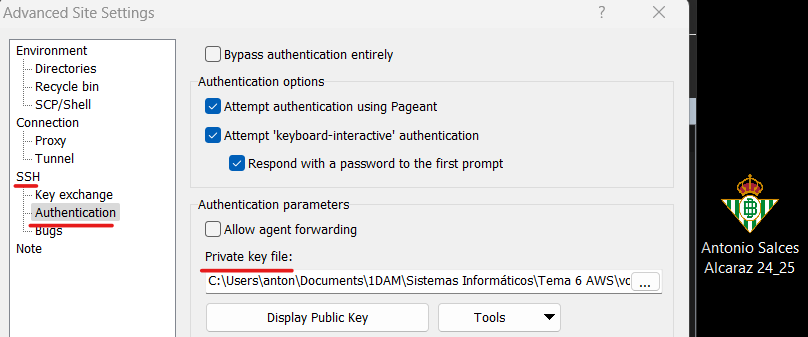 Advanced Site Settings
Environment
Directories
Recycle bin
SCP/Shell
Connection
Proxy
Tunnel
SSH
Key exchange
Authentication
Bugs
Note
Bypass authentication entirely
Authentication options
Attempt authentication using Pageant
Attempt 'keyboard-interactive' authentication
Respond with a password to the first prompt
Authentication parameters
Allow agent forwarding
Private key file:
C:\Users\anton\Documents\1DAM\Sistemas Informáticos\Tema 6 AWS\vo
...
Display Public Key
Tools
Antonio Salces
Alcaraz 24_25